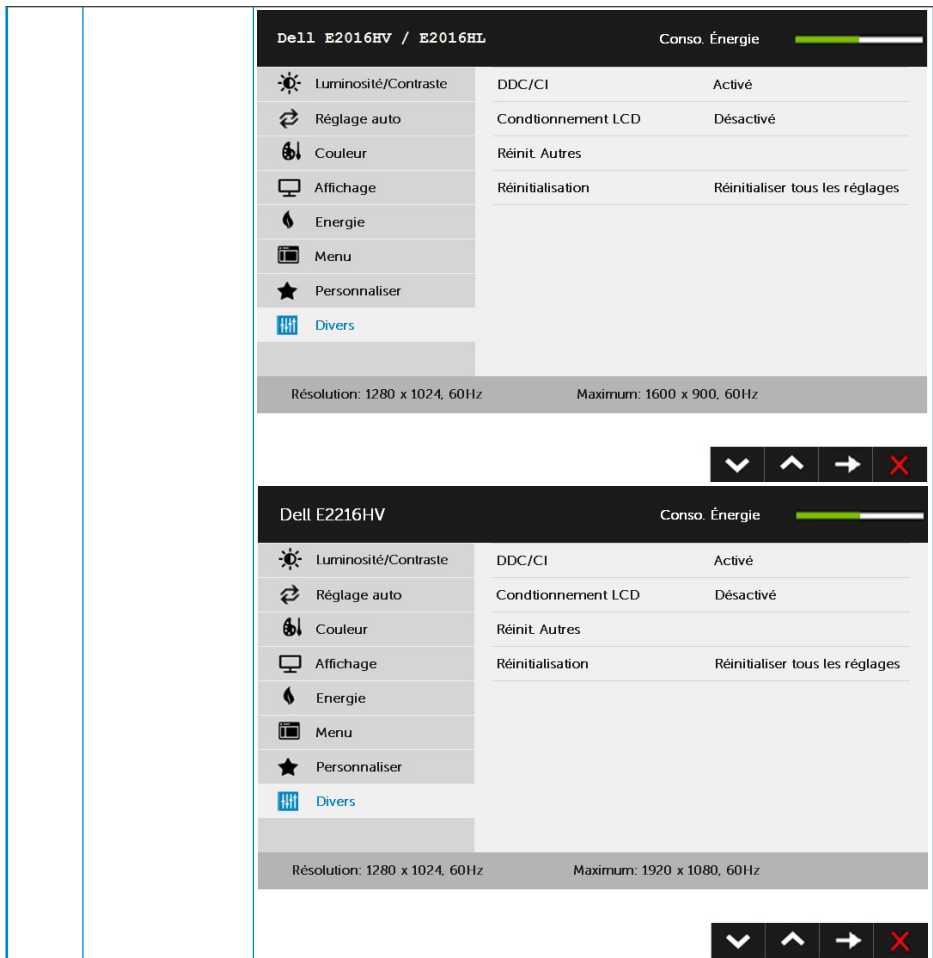 Dell E2016HV / E2016HL Conso. Énergie
Luminosité/Contraste DDC/CI Activé
Réglage auto Condtionnement LCD Désactivé
Couleur Réinit. Autres
Affichage Réinitialisation Réinitialiser tous les réglages
Energie
Menu
Personnaliser
Divers
Résolution: 1280 x 1024, 60Hz Maximum: 1600 x 900, 60Hz
Dell E2216HV Conso. Énergie
Luminosité/Contraste DDC/CI Activé
Réglage auto Condtionnement LCD Désactivé
Couleur Réinit. Autres
Affichage Réinitialisation Réinitialiser tous les réglages
Energie
Menu
Personnaliser
Divers
Résolution: 1280 x 1024, 60Hz Maximum: 1920 x 1080, 60Hz